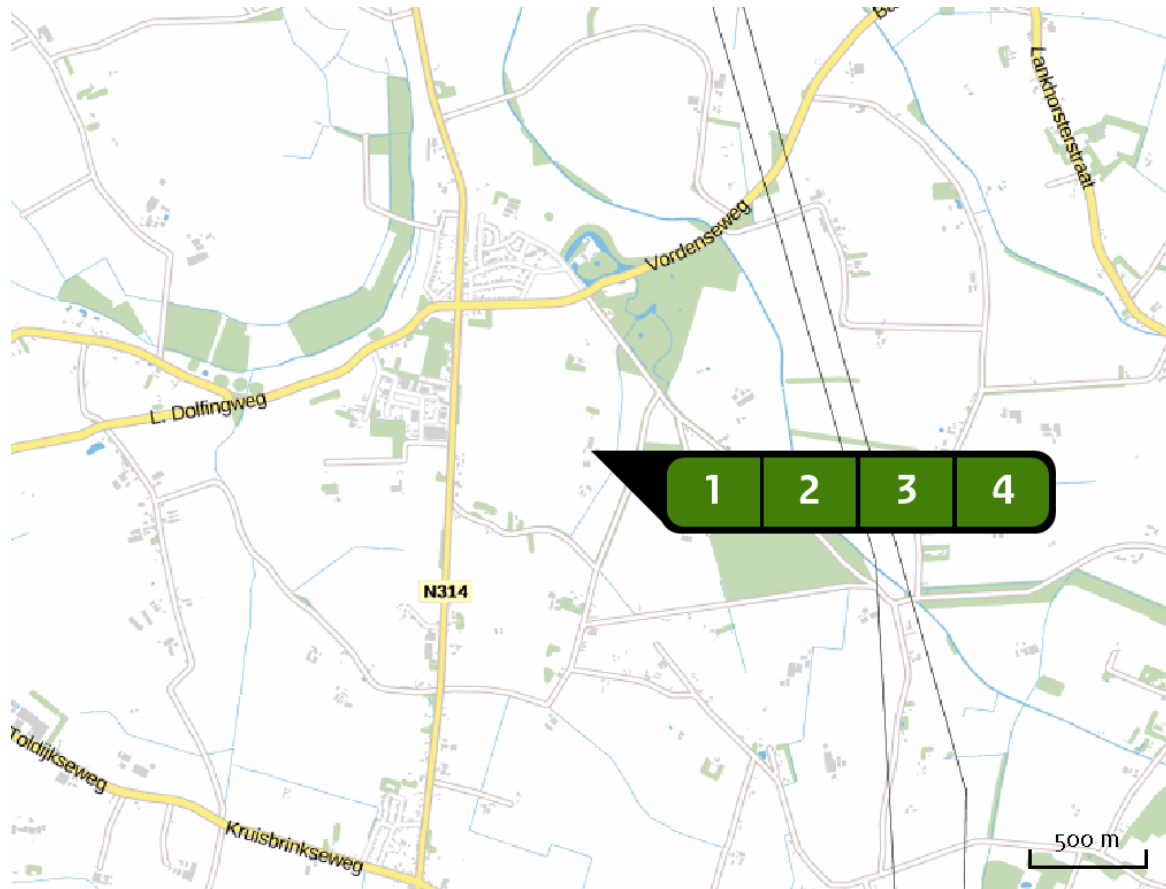 Lankhorsterstraat
Vordenseweg
L. Dolfingweg
1 2 3 4
N314
Toldijkseweg
Kruisbrinkseweg
500 m